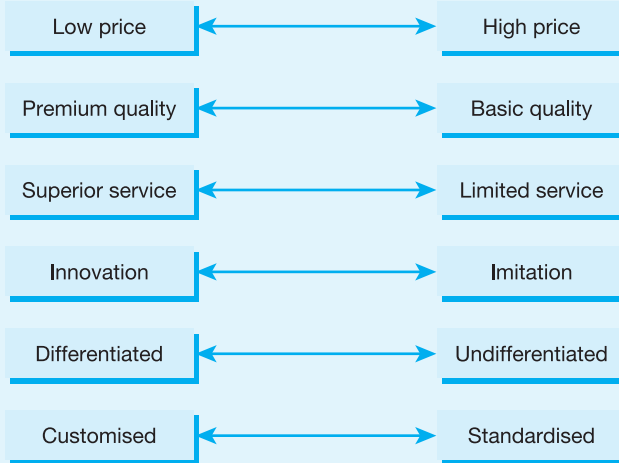 Low price High price
Premium quality Basic quality
Superior service Limited service
Innovation Imitation
Differentiated Undifferentiated
Customised Standardised